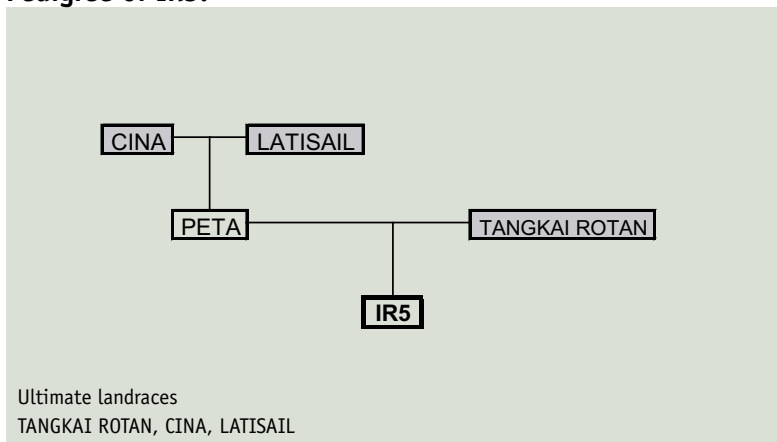 Pedigree of IR5.
CINA
LATISAIL
PETA
TANGKAI ROTAN
IR5
Ultimate landraces
TANGKAI ROTAN, CINA, LATISAIL